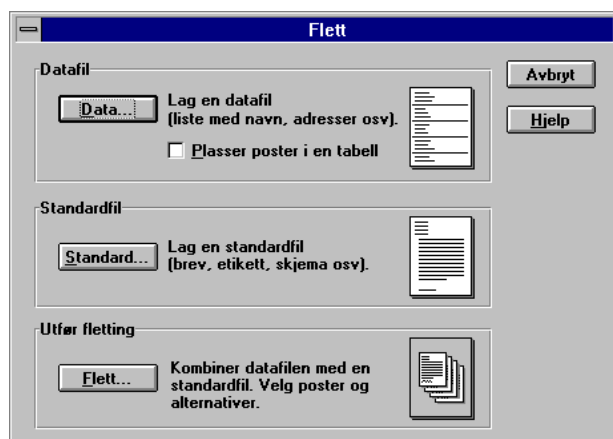 Flett
Datafil
Data...
Lag en datafil
(liste med navn, adresser osv).
Plasser poster i en tabell
Avbryt
Hjelp
Standardfil
Standard...
Lag en standardfil
(brev, etikett, skjema osv).
Utfør fletting
Flett...
Kombiner datafilen med en
standardfil. Velg poster og
alternativer.